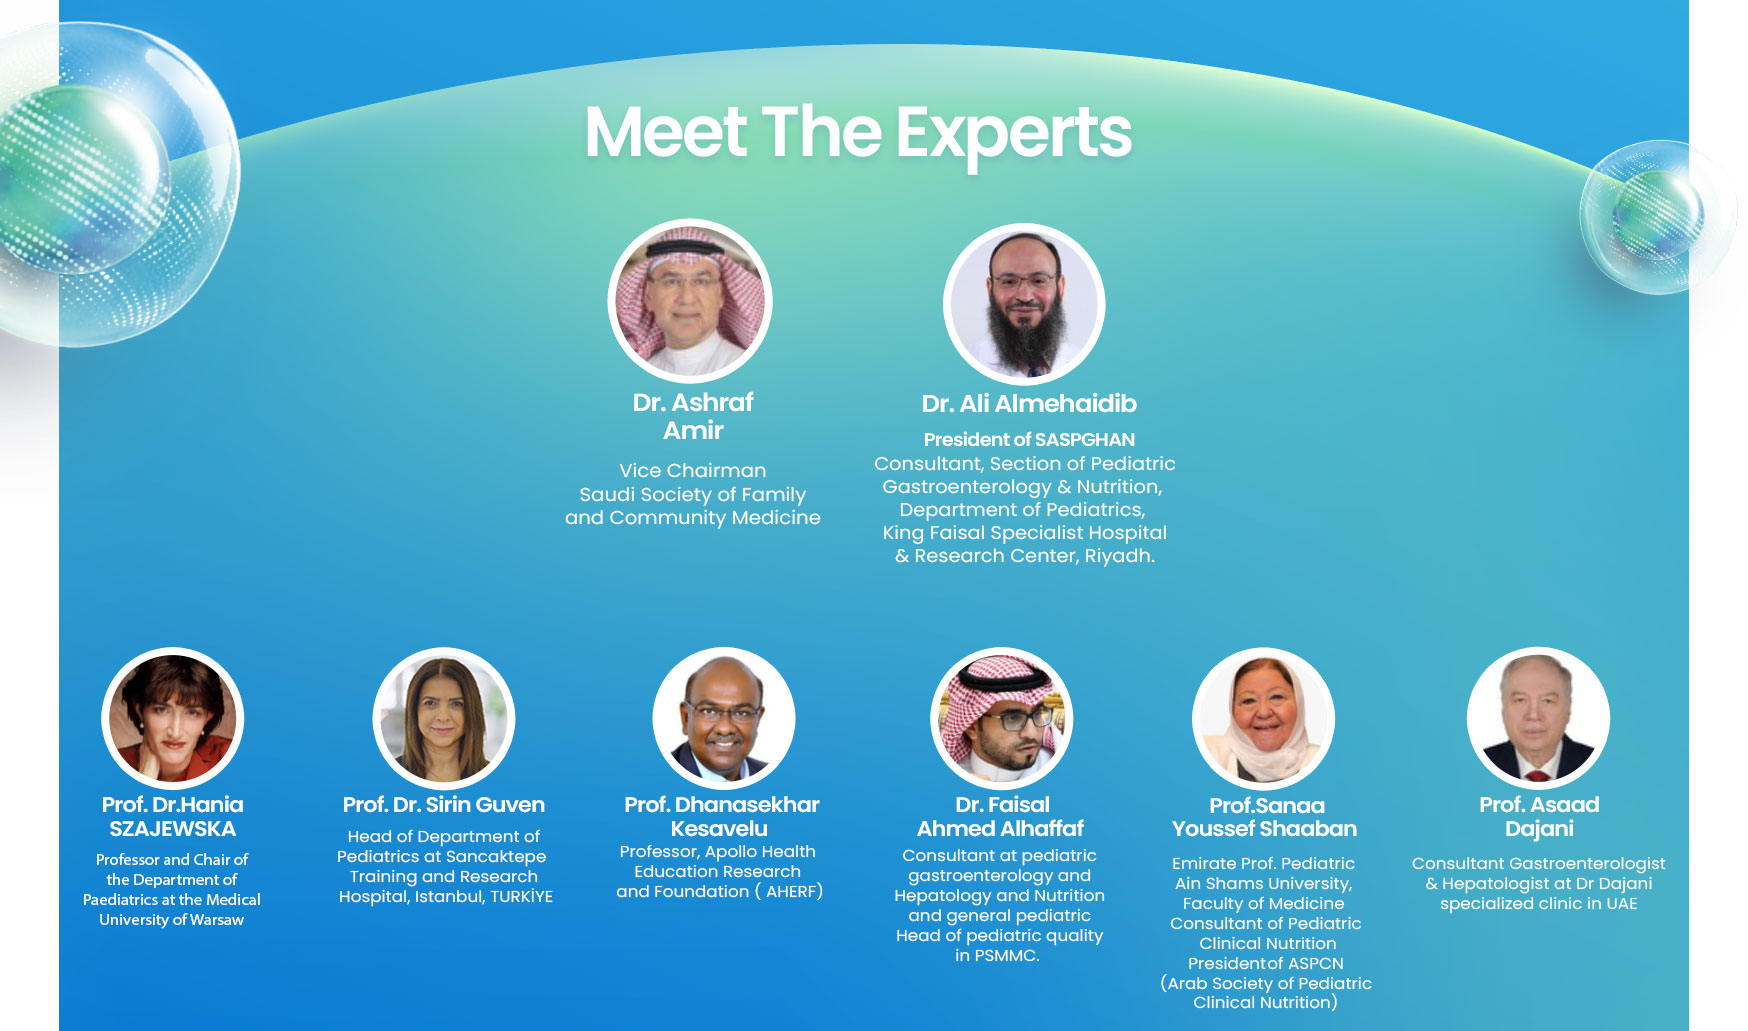 Meet The Experts
Dr. Ashraf
Amir
Vice Chairman
Saudi Society of Family
and Community Medicine
Dr. Ali Almehaidib
President of SASPGHAN
Consultant, Section of Pediatric
Gastroenterology & Nutrition,
Department of Pediatrics,
King Faisal Specialist Hospital
& Research Center, Riyadh.
Prof. Dr.Hania
SZAJEWSKA
Professor and Chair of
the Department of
Paediatrics at the Medical
University of Warsaw
Prof. Dr. Sirin Guven
Head of Department of
Pediatrics at Sancaktepe
Training and Research
Hospital, Istanbul, TURKİYE
Prof. Dhanasekhar
Kesavelu
Professor, Apollo Health
Education Research
and Foundation ( AHERF)
Dr. Faisal
Ahmed Alhaffaf
Consultant at pediatric
gastroenterology and
Hepatology and Nutrition
and general pediatric
Head of pediatric quality
in PSMMC.
Prof.Sanaa
Youssef Shaaban
Emirate Prof. Pediatric
Ain Shams University,
Faculty of Medicine
Consultant of Pediatric
Clinical Nutrition
Presidentof ASPCN
(Arab Society of Pediatric
Clinical Nutrition)
Prof. Asaad
Dajani
Consultant Gastroenterologist
& Hepatologist at Dr Dajani
specialized clinic in UAE